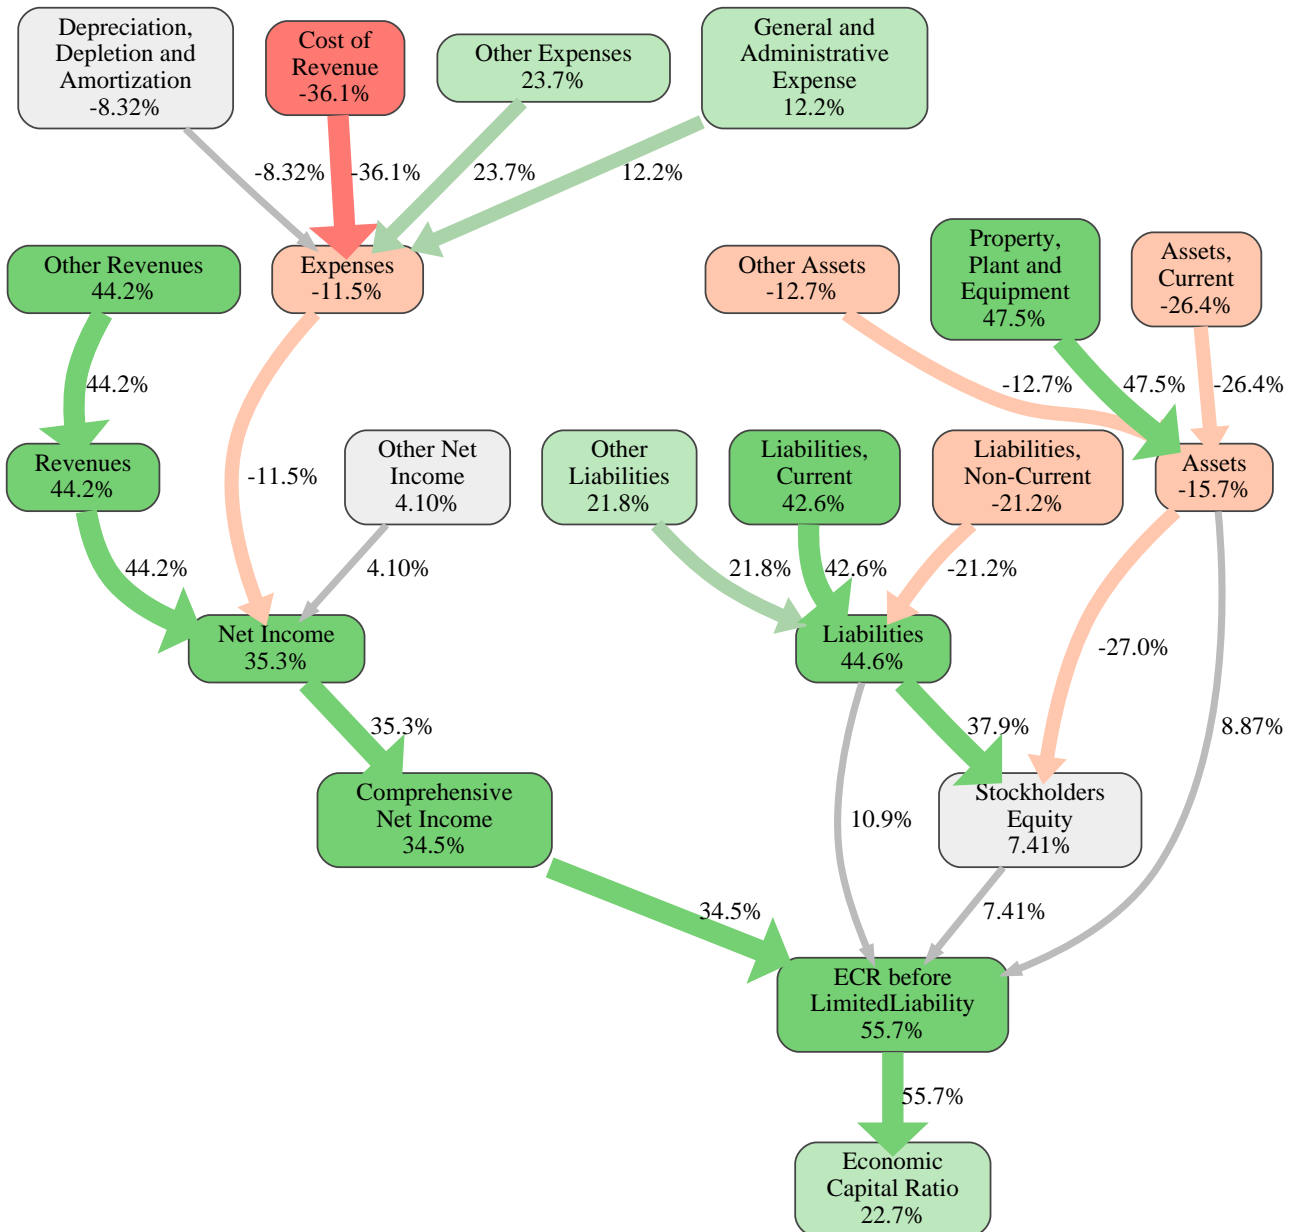 Depreciation,
Depletion and
Amortization
-8.32%
Cost of
Revenue
-36.1%
Other Expenses
23.7%
General and
Administrative
Expense
12.2%
-8.32%
-36.1%
23.7%
12.2%
Other Revenues
44.2%
Expenses
-11.5%
Other Assets
-12.7%
Property,
Plant and
Equipment
47.5%
Assets,
Current
-26.4%
44.2%
-12.7%
47.5%
-26.4%
Revenues
44.2%
-11.5%
Other Net
Income
4.10%
Other
Liabilities
21.8%
Liabilities,
Current
42.6%
Liabilities,
Non-Current
-21.2%
Assets
-15.7%
44.2%
4.10%
21.8%
42.6%
-21.2%
Net Income
35.3%
Liabilities
44.6%
-27.0%
35.3%
37.9%
8.87%
Comprehensive
Net Income
34.5%
10.9%
Stockholders
Equity
7.41%
34.5%
7.41%
ECR before
LimitedLiability
55.7%
55.7%
Economic
Capital Ratio
22.7%